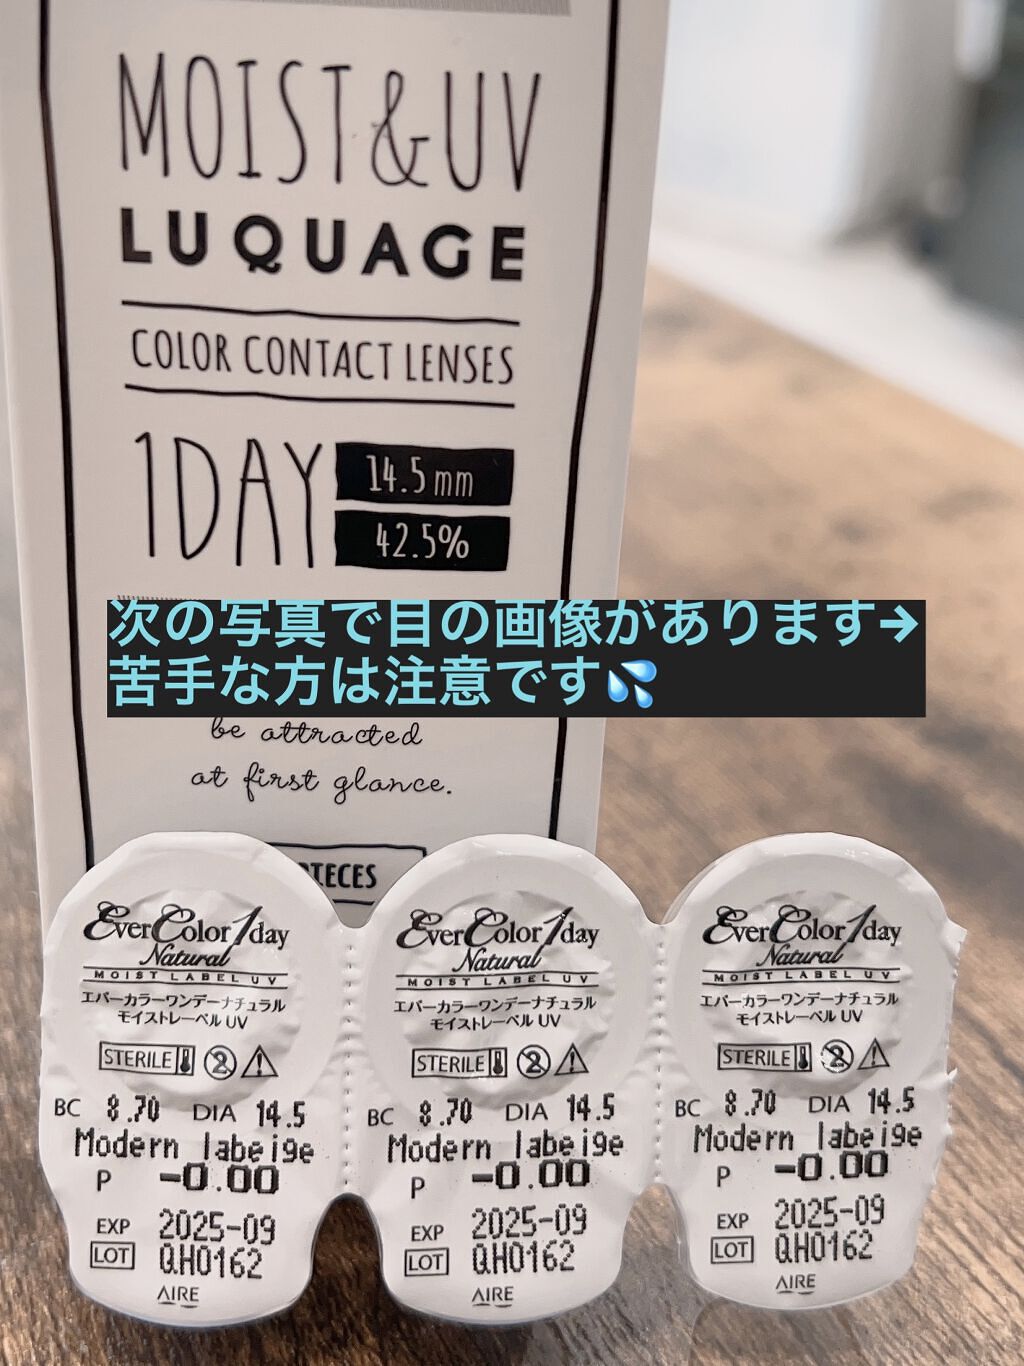 MOIST&UV
LUQUAGE
COLOR CONTACT LENSES
1DAY
14.5mm
42.5%
次の写真で目の画像があります→
苦手な方は注意です💦
be attracted
at first glance.
EverColor1day
Natural
MOIST LABEL UV
エバーカラーワンデーナチュラル
モイストレーベル UV
STERILE
BC 8.70 DIA 14.5
Modern labeige
P -0.00
EXP 2025-09
LOT QH0162
AIRE
EverColor1day
Natural
MOIST LABEL UV
エバーカラーワンデーナチュラル
モイストレーベル UV
STERILE
BC 8.70 DIA 14.5
Modern labeige
P -0.00
EXP 2025-09
LOT QH0162
AIRE
EverColor1day
Natural
MOIST LABEL UV
エバーカラーワンデーナチュラル
モイストレーベル UV
STERILE
BC 8.70 DIA 14.5
Modern labeige
P -0.00
EXP 2025-09
LOT QH0162
AIRE